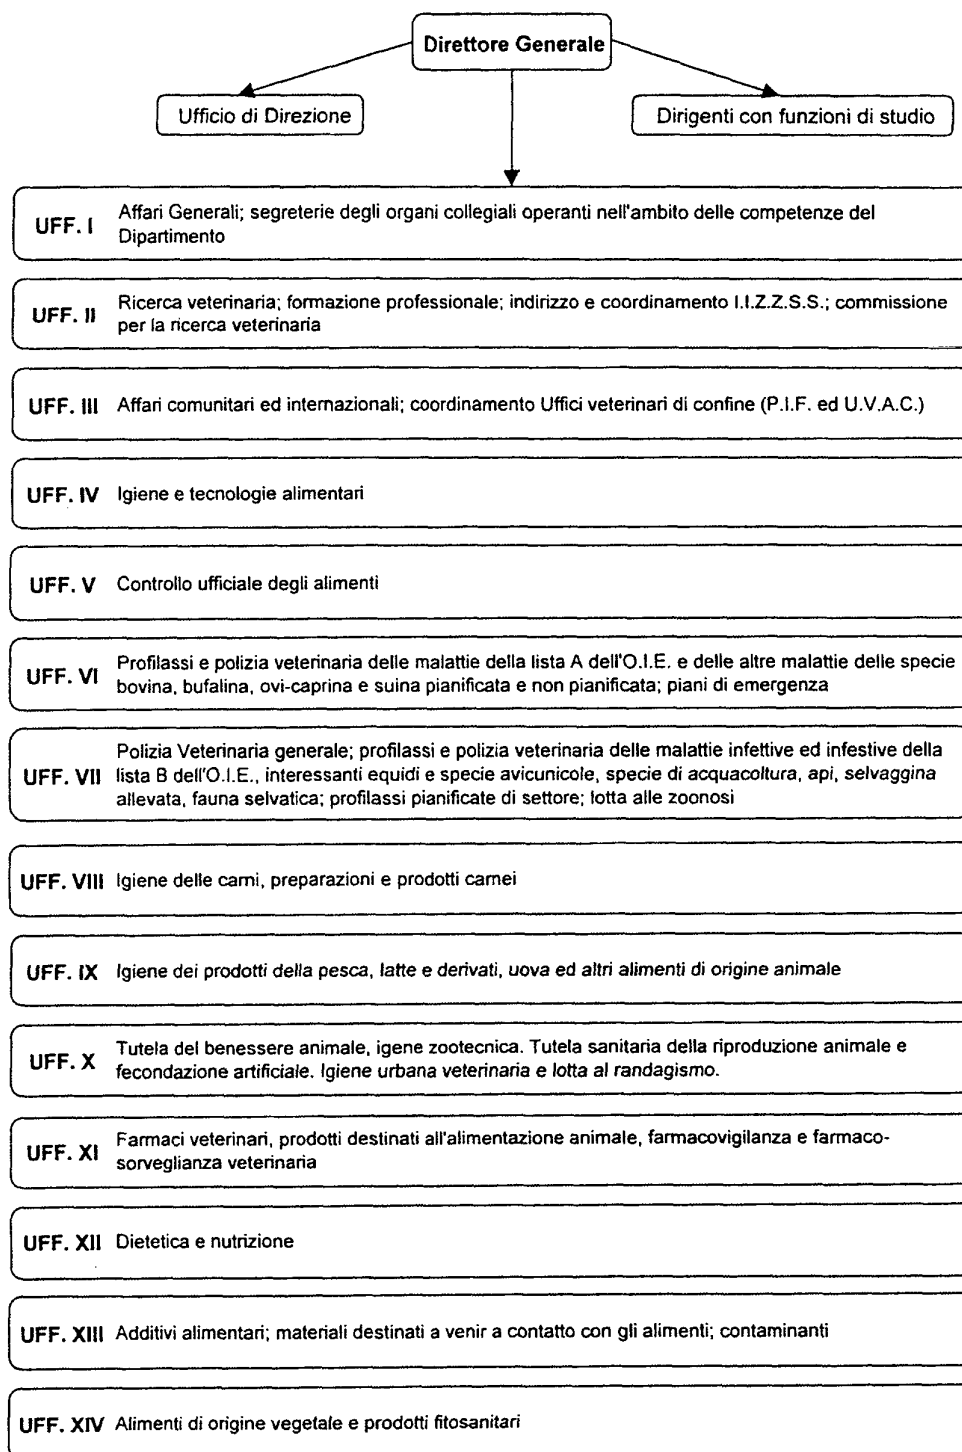 Direttore Generale
Ufficio di Direzione
Dirigenti con funzioni di studio
UFF. I Affari Generali; segreterie degli organi collegiali operanti nell'ambito delle competenze del
Dipartimento
UFF. II Ricerca veterinaria; formazione professionale; indirizzo e coordinamento I.I.Z.Z.S.S.; commissione
per la ricerca veterinaria
UFF. III Affari comunitari ed internazionali; coordinamento Uffici veterinari di confine (P.I.F. ed U.V.A.C.)
UFF. IV Igiene e tecnologie alimentari
UFF. V Controllo ufficiale degli alimenti
UFF. VI Profilassi e polizia veterinaria delle malattie della lista A dell'O.I.E. e delle altre malattie delle specie
bovina, bufalina, ovi-caprina e suina pianificata e non pianificata; piani di emergenza
UFF. VII Polizia Veterinaria generale; profilassi e polizia veterinaria delle malattie infettive ed infestive della
lista B dell'O.I.E., interessanti equidi e specie avicunicole, specie di acquacoltura, api, selvaggina
allevata, fauna selvatica; profilassi pianificate di settore; lotta alle zoonosi
UFF. VIII Igiene delle carni, preparazioni e prodotti carnei
UFF. IX Igiene dei prodotti della pesca, latte e derivati, uova ed altri alimenti di origine animale
UFF. X Tutela del benessere animale, igene zootecnica. Tutela sanitaria della riproduzione animale e
fecondazione artificiale. Igiene urbana veterinaria e lotta al randagismo.
UFF. XI Farmaci veterinari, prodotti destinati all'alimentazione animale, farmacovigilanza e farmaco-
sorveglianza veterinaria
UFF. XII Dietetica e nutrizione
UFF. XIII Additivi alimentari; materiali destinati a venir a contatto con gli alimenti; contaminanti
UFF. XIV Alimenti di origine vegetale e prodotti fitosanitari